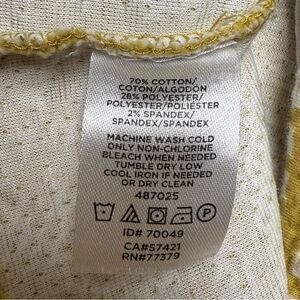 70% COTTON/
COTON/ALGODÓN
28% POLYESTER/
POLYESTER/POLIESTER
2% SPANDEX/
SPANDEX/SPANDEX
MACHINE WASH COLD
ONLY NON-CHLORINE
BLEACH WHEN NEEDED
TUMBLE DRY LOW
COOL IRON IF NEEDED
OR DRY CLEAN
487025
P
ID# 70049
CA#57421
RN#77379